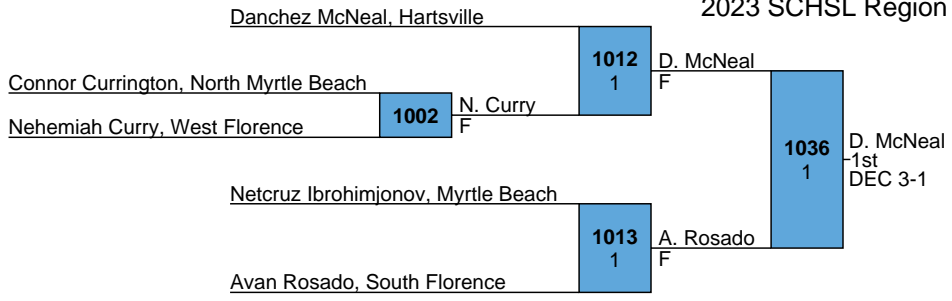 2023 SCHSL Region
Danchez McNeal, Hartsville
1012
1
D. McNeal
F
Connor Currington, North Myrtle Beach
1002
N. Curry
F
Nehemiah Curry, West Florence
1036
1
D. McNeal
1st
DEC 3-1
Netcruz Ibrohimjonov, Myrtle Beach
1013
1
A. Rosado
F
Avan Rosado, South Florence